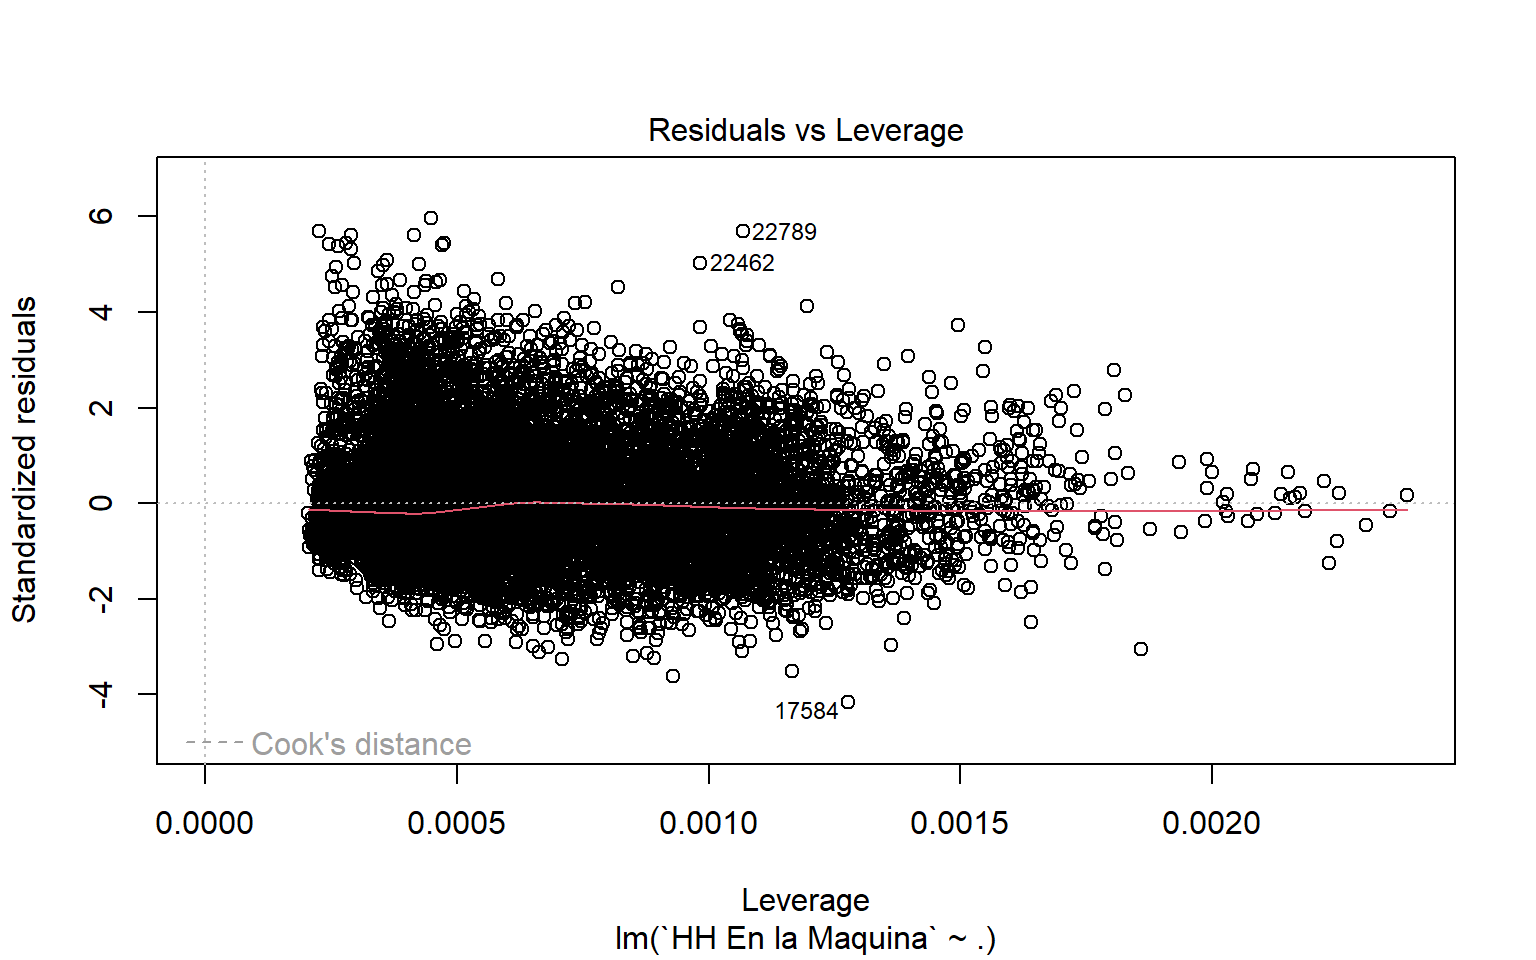 Residuals vs Leverage
Standardized residuals
6
4
2
0
-2
-4
22789
22462
17584
Cook's distance
0.0000 0.0005 0.0010 0.0015 0.0020
Leverage
lm(`HH En la Maquina` ~ .)